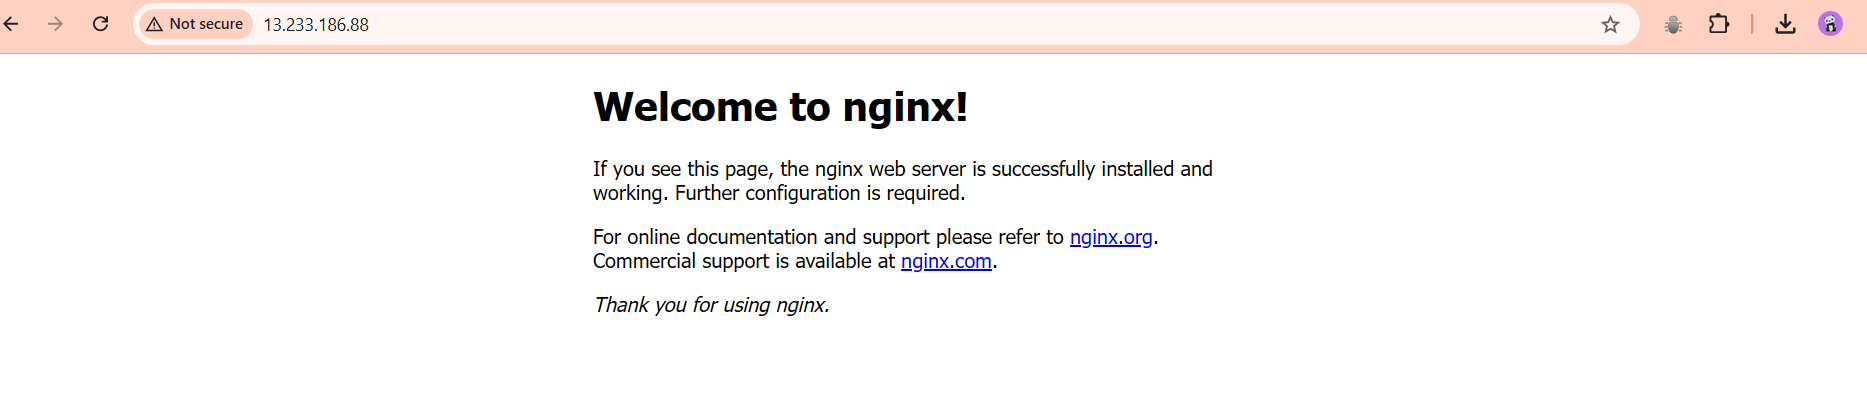 Not secure
13.233.186.88
Welcome to nginx!
If you see this page, the nginx web server is successfully installed and
working. Further configuration is required.
For online documentation and support please refer to nginx.org.
Commercial support is available at nginx.com.
Thank you for using nginx.